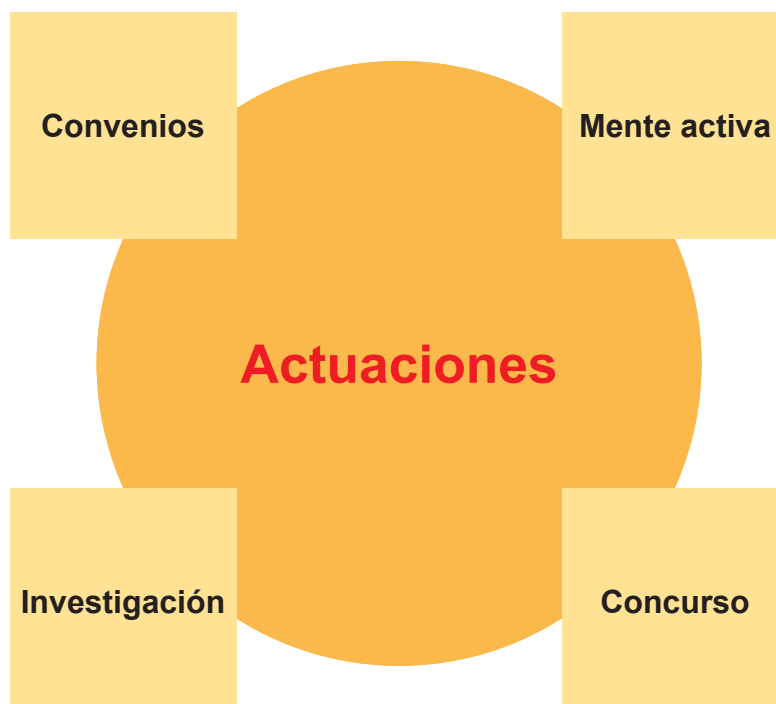 Convenios
Mente activa
Actuaciones
Investigación
Concurso